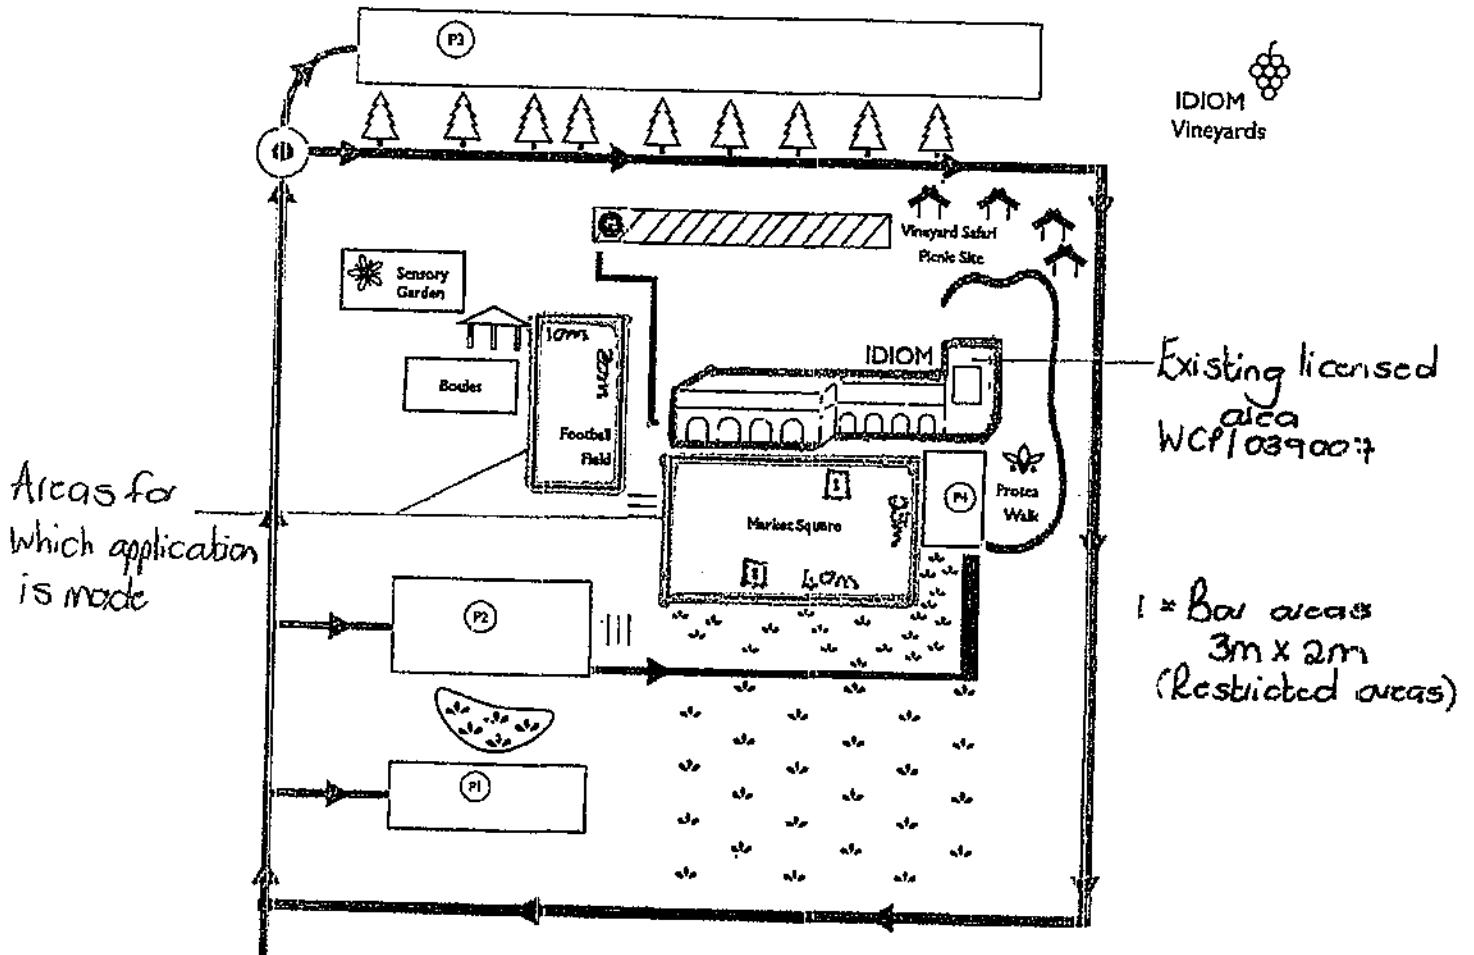 P3
IDIOM
Vineyards
Vineyard Safari
Picnic Site
Sensory
Garden
10m
20m
IDIOM
Boules
Existing licensed
area
WCP/039007
Football
Field
Areas for
which application
is made
1
P4
Protea
Walk
Market Square
20m
1
40m
P2
1 = Bar areas
3m x 2m
(Restricted areas)
P1